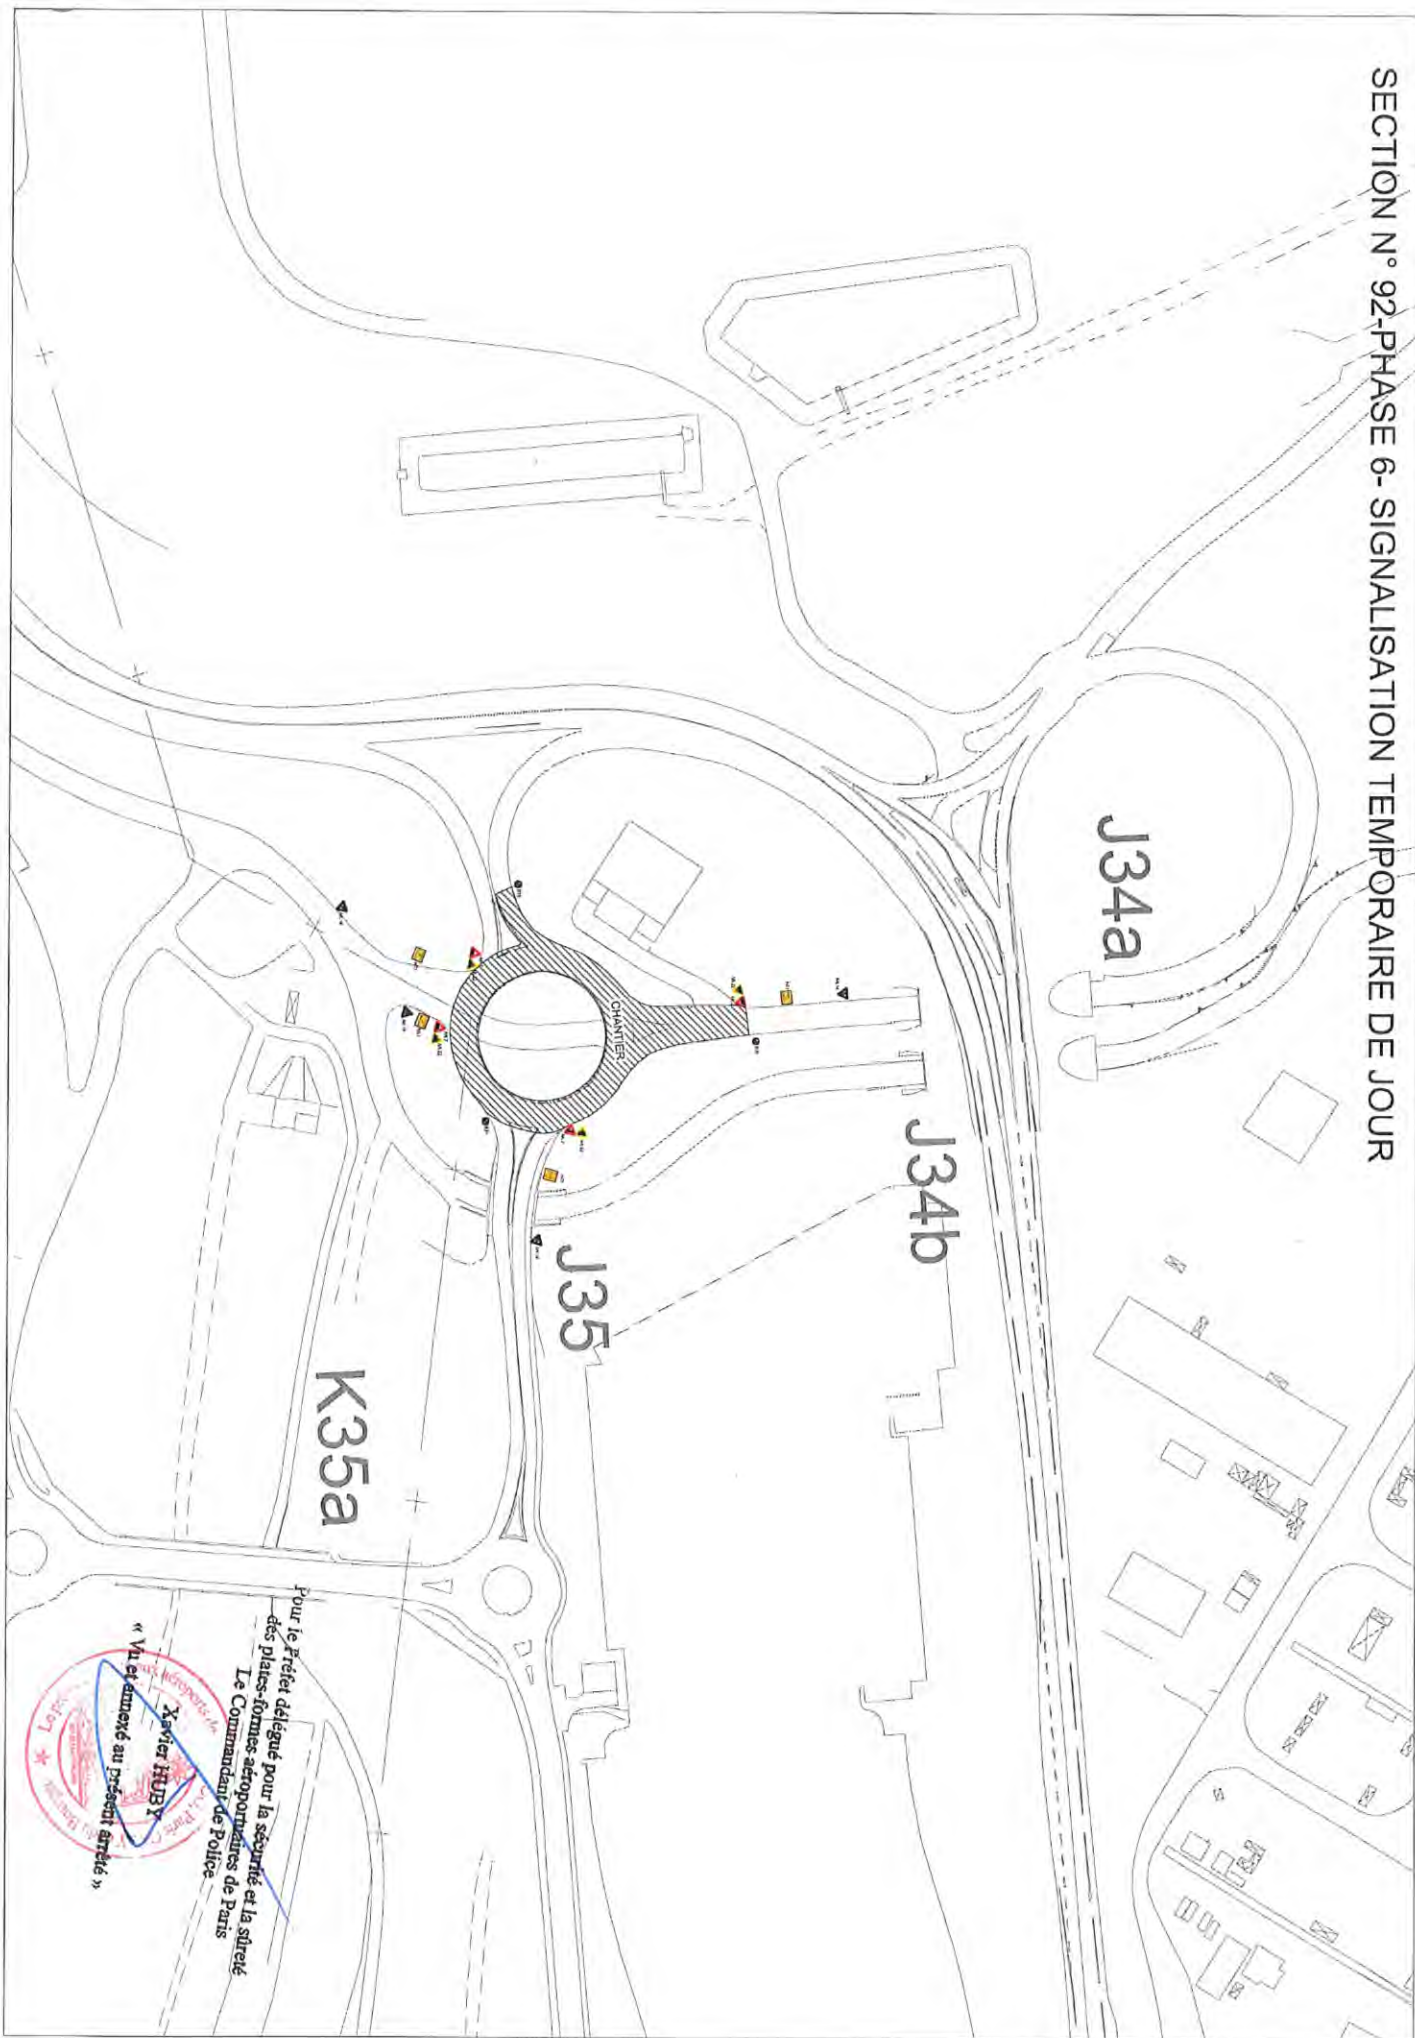 SECTION N° 92-PHASE 6- SIGNALISATION TEMPORAIRE DE JOUR
J34a
J34b
CHANTIER
J35
K35a
Pour le Préfet délégué pour la sécurité et la sûreté
des plates-formes aéroportuaires de Paris
Le Commandant de Police
Xavier HUBY
« Vu et annexé au présent arrêté »